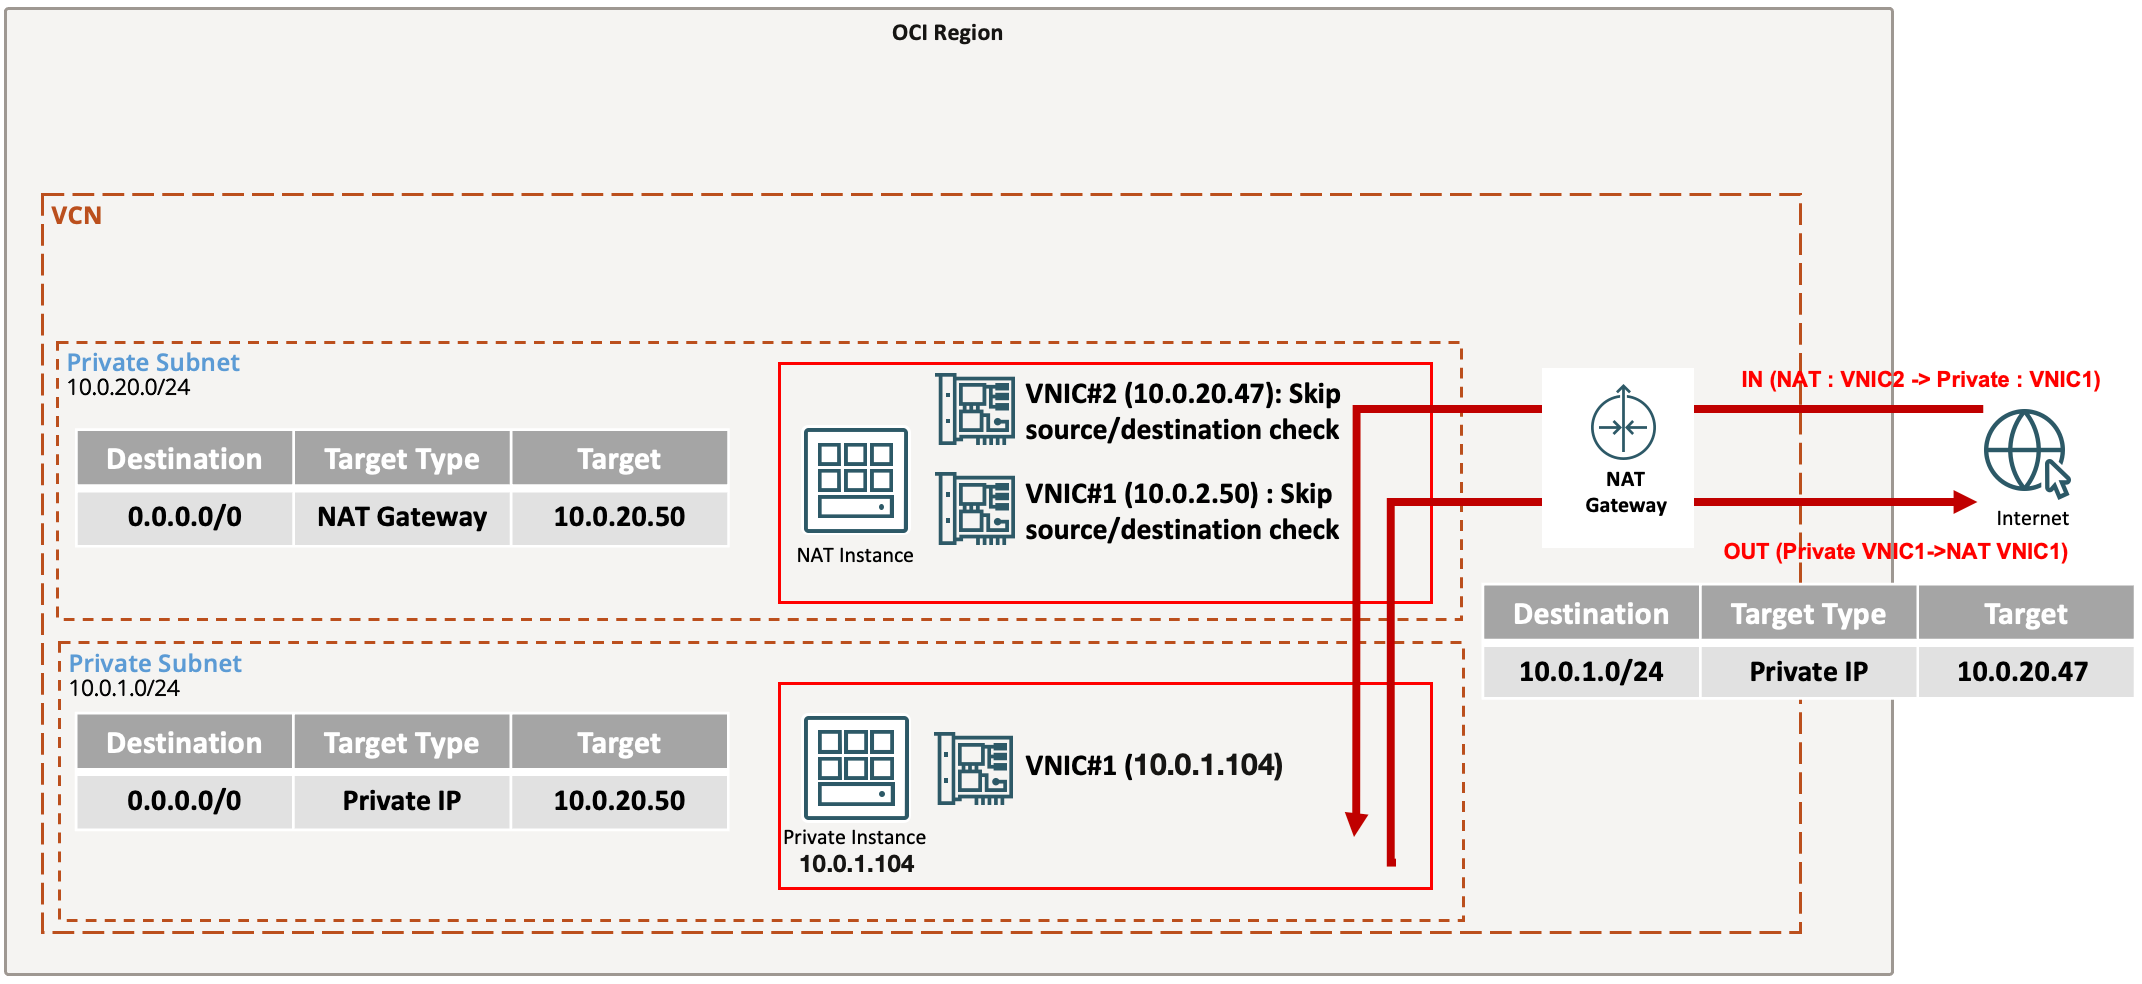 OCI Region
VCN
Private Subnet
10.0.20.0/24
Destination Target Type Target
0.0.0.0/0 NAT Gateway 10.0.20.50
NAT Instance
VNIC#2 (10.0.20.47): Skip
source/destination check
VNIC#1 (10.0.2.50) : Skip
source/destination check
NAT
Gateway
IN (NAT : VNIC2 -> Private : VNIC1)
Internet
OUT (Private VNIC1->NAT VNIC1)
Destination Target Type Target
10.0.1.0/24 Private IP 10.0.20.47
Private Subnet
10.0.1.0/24
Destination Target Type Target
0.0.0.0/0 Private IP 10.0.20.50
Private Instance
10.0.1.104
VNIC#1 (10.0.1.104)